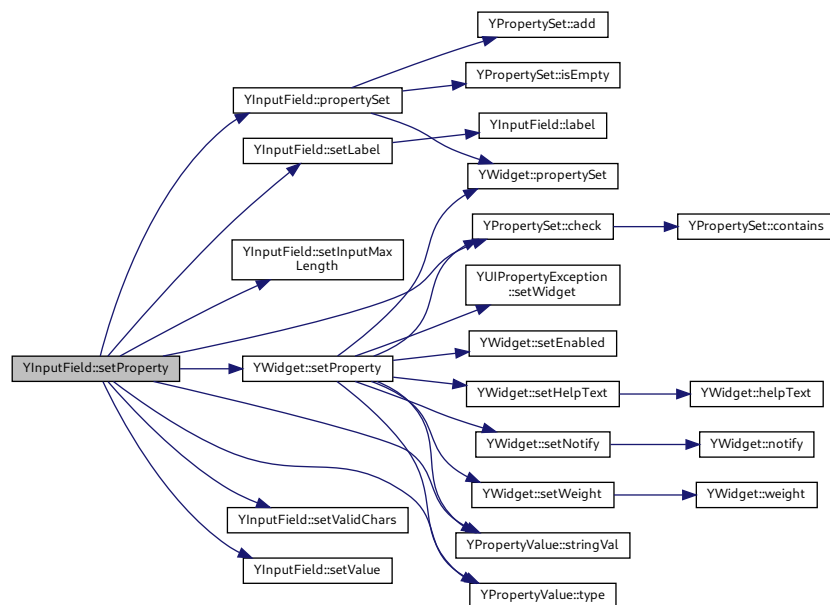 YPropertySet::add
YPropertySet::isEmpty
YInputField::propertySet
YInputField::label
YInputField::setLabel
YWidget::propertySet
YPropertySet::check
YPropertySet::contains
YInputField::setInputMax
Length
YUIPropertyException
::setWidget
YWidget::setEnabled
YInputField::setProperty
YWidget::setProperty
YWidget::setHelpText
YWidget::helpText
YWidget::setNotify
YWidget::notify
YWidget::setWeight
YWidget::weight
YInputField::setValidChars
YPropertyValue::stringVal
YInputField::setValue
YPropertyValue::type